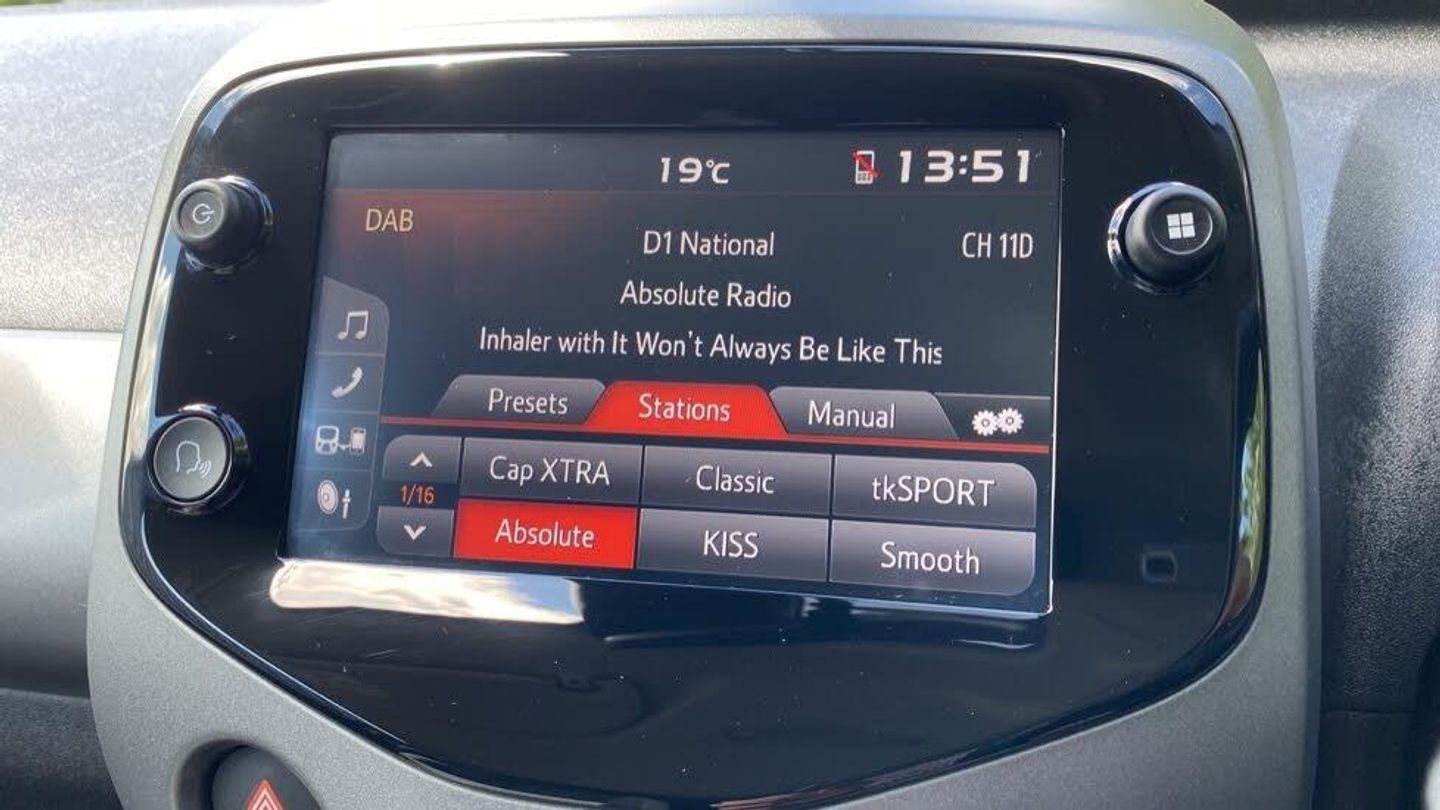 19°C 13:51
DAB
D1 National CH 11D
Absolute Radio
Inhaler with It Won't Always Be Like This
Presets Stations Manual
Cap XTRA Classic tkSPORT
1/16
Absolute KISS Smooth